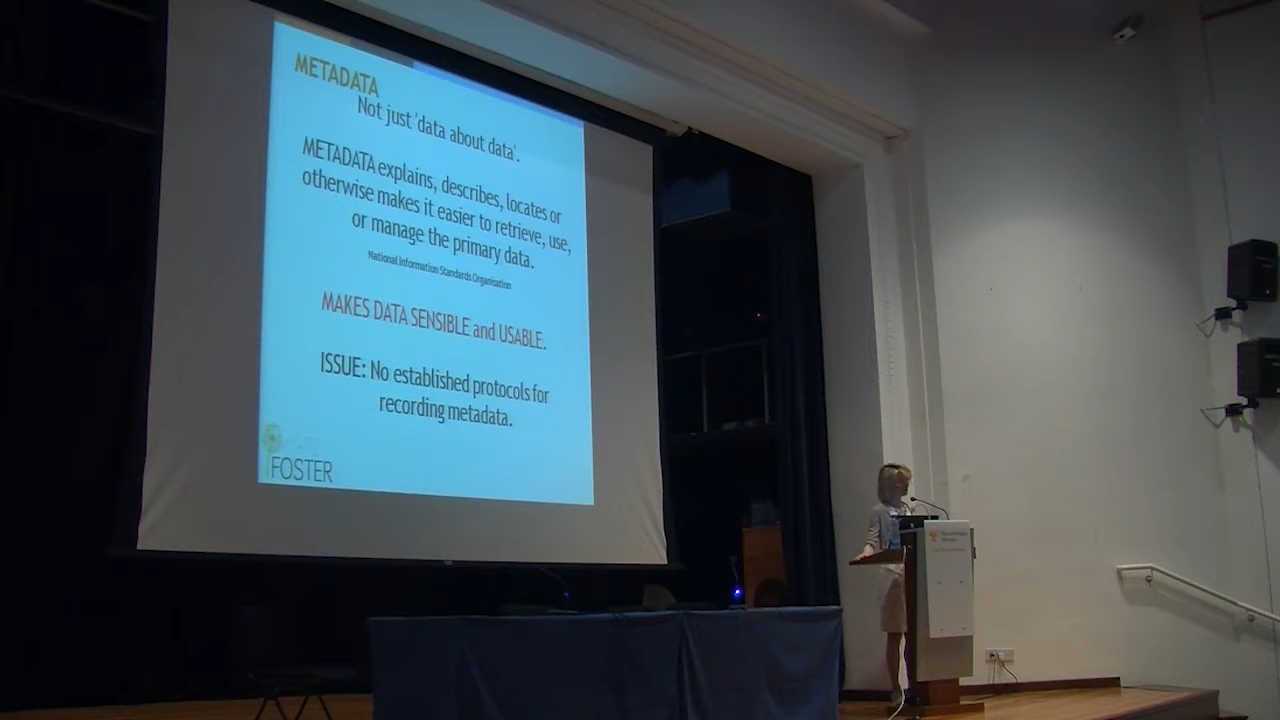 METADATA
Not just 'data about data'.
METADATA explains, describes, locates or
otherwise makes it easier to retrieve, use,
or manage the primary data.
National Information Standards Organisation
MAKES DATA SENSIBLE and USABLE.
ISSUE: No established protocols for
recording metadata.
FOSTER